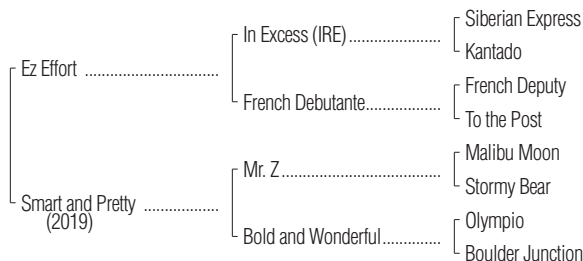 Siberian Express
In Excess (IRE)
Kantado
Ez Effort
French Deputy
French Debutante
To the Post
Malibu Moon
Mr. Z
Stormy Bear
Smart and Pretty
(2019)
Olympio
Bold and Wonderful
Boulder Junction